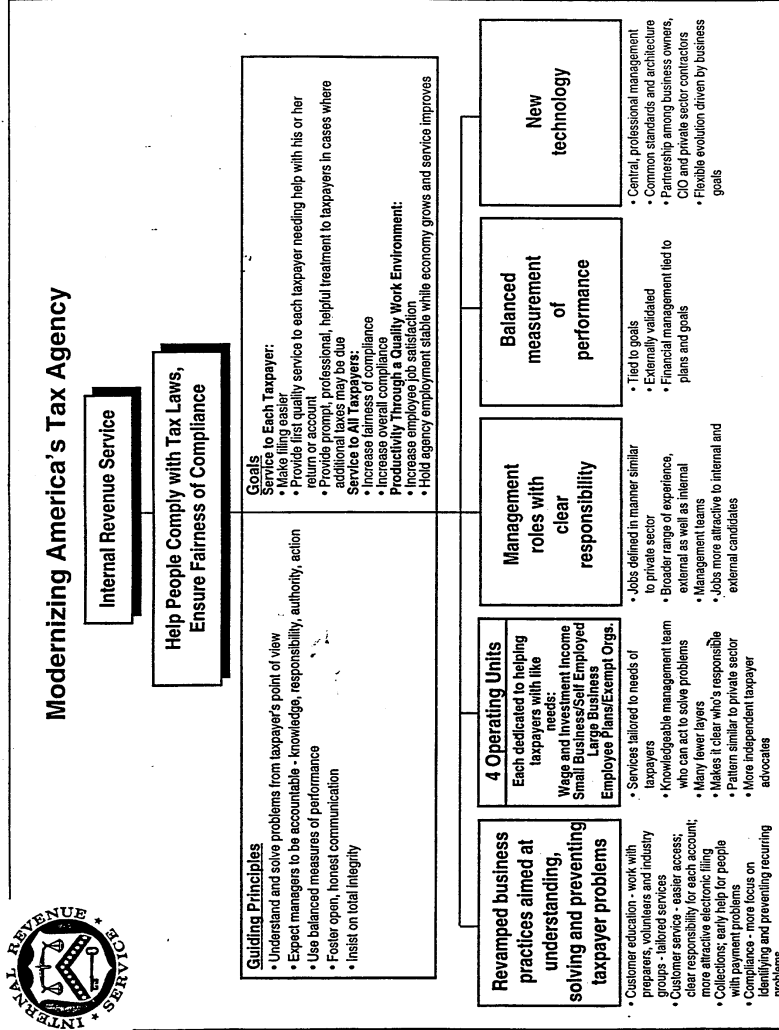 INTERNAL REVENUE SERVICE
Modernizing America's Tax Agency
Internal Revenue Service
Help People Comply with Tax Laws,
Ensure Fairness of Compliance
Guiding Principles
• Understand and solve problems from taxpayer's point of view
• Expect managers to be accountable - knowledge, responsibility, authority, action
• Use balanced measures of performance
• Foster open, honest communication
• Insist on total integrity
Goals
Service to Each Taxpayer:
• Make filing easier
• Provide first quality service to each taxpayer needing help with his or her
return or account
• Provide prompt, professional, helpful treatment to taxpayers in cases where
additional taxes may be due
Service to All Taxpayers:
• Increase fairness of compliance
• Increase overall compliance
Productivity Through a Quality Work Environment:
• Increase employee job satisfaction
• Hold agency employment stable while economy grows and service improves
Revamped business
practices aimed at
understanding,
solving and preventing
taxpayer problems
• Customer education - work with
preparers, volunteers and industry
groups - tailored services
• Customer service - easier access;
clear responsibility for each account;
more attractive electronic filing
• Collections; early help for people
with payment problems
• Compliance - more focus on
identifying and preventing recurring
problems
4 Operating Units
Each dedicated to helping
taxpayers with like
needs:
Wage and Investment Income
Small Business/Self Employed
Large Business
Employee Plans/Exempt Orgs.
• Services tailored to needs of
taxpayers
• Knowledgeable management team
who can act to solve problems
• Many fewer layers
• Makes it clear who's responsible
• Pattern similar to private sector
• More independent taxpayer
advocates
Management
roles with
clear
responsibility
• Jobs defined in manner similar
to private sector
• Broader range of experience,
external as well as internal
• Management teams
• Jobs more attractive to internal and
external candidates
Balanced
measurement
of
performance
• Tied to goals
• Externally validated
• Financial management tied to
plans and goals
New
technology
• Central, professional management
• Common standards and architecture
• Partnership among business owners,
CIO and private sector contractors
• Flexible evolution driven by business
goals